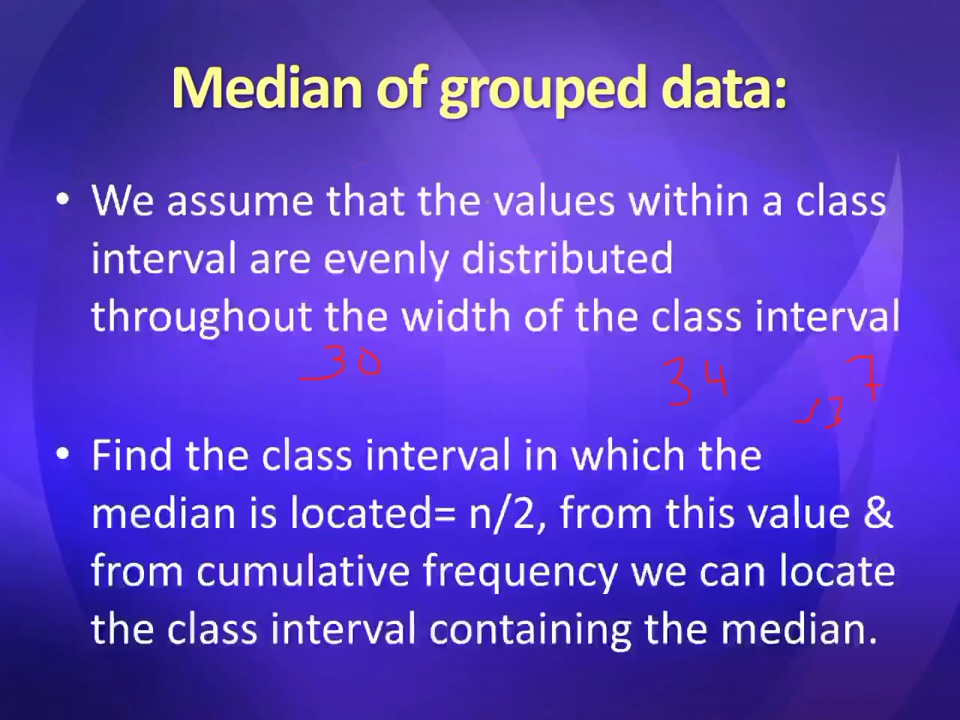 Median of grouped data:
• We assume that the values within a class
interval are evenly distributed
throughout the width of the class interval
30 34 7
• Find the class interval in which the
median is located= n/2, from this value &
from cumulative frequency we can locate
the class interval containing the median.